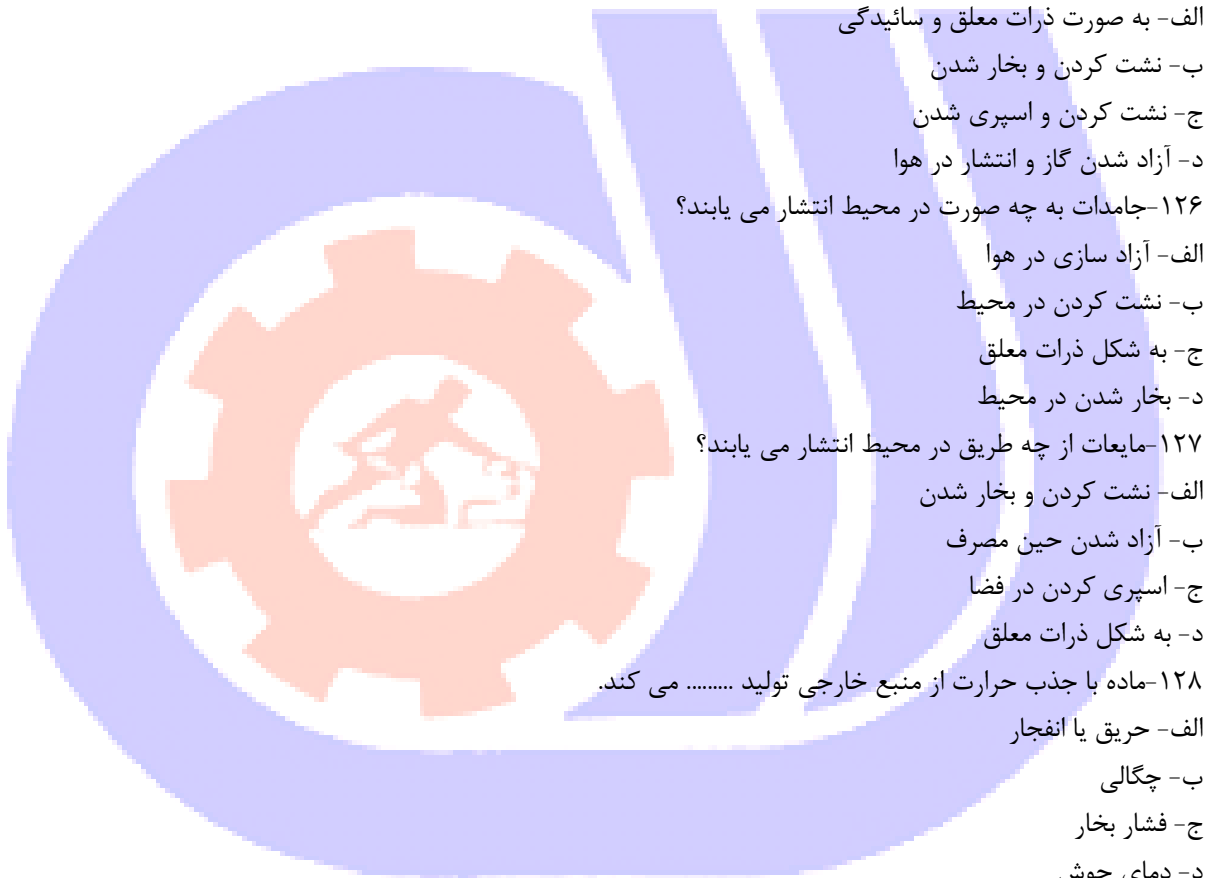 الف- به صورت ذرات معلق و سائیدگی
ب- نشت کردن و بخار شدن
ج- نشت کردن و اسپری شدن
د- آزاد شدن گاز و انتشار در هوا
۱۲۶-جامدات به چه صورت در محیط انتشار می یابند؟
الف- آزاد سازی در هوا
ب- نشت کردن در محیط
ج- به شکل ذرات معلق
د- بخار شدن در محیط
۱۲۷-مایعات از چه طریق در محیط انتشار می یابند؟
الف- نشت کردن و بخار شدن
ب- آزاد شدن حین مصرف
ج- اسپری کردن در فضا
د- به شکل ذرات معلق
۱۲۸-ماده با جذب حرارت از منبع خارجی تولید ......... می کند.
الف- حریق یا انفجار
ب- چگالی
ج- فشار بخار
د- دمای جوش